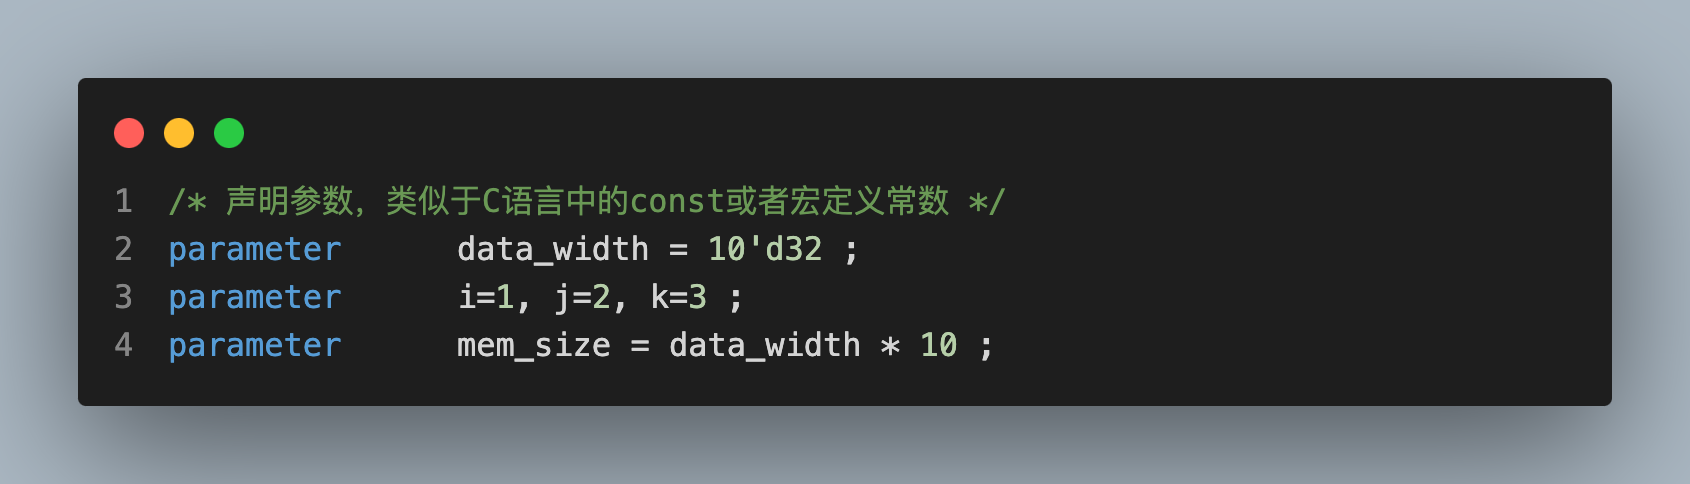 1 /* 声明参数，类似于C语言中的const或者宏定义常数 */
2 parameter      data_width = 10'd32 ;
3 parameter      i=1, j=2, k=3 ;
4 parameter      mem_size = data_width * 10 ;